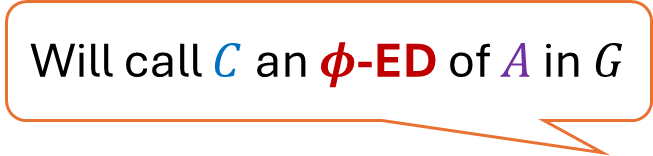 Will call C an ϕ-ED of A in G